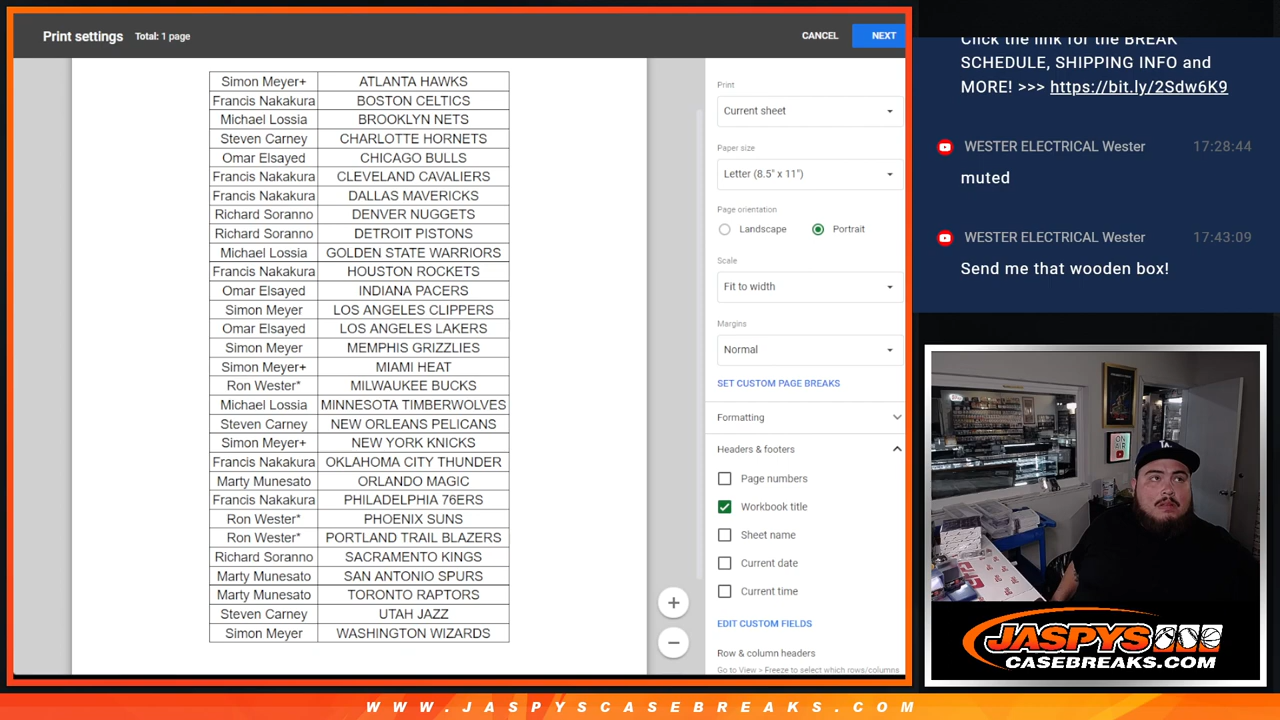 Print settings
Total: 1 page
CANCEL
NEXT
Simon Meyer+ ATLANTA HAWKS
Francis Nakakura BOSTON CELTICS
Michael Lossia BROOKLYN NETS
Steven Carney CHARLOTTE HORNETS
Omar Elsayed CHICAGO BULLS
Francis Nakakura CLEVELAND CAVALIERS
Francis Nakakura DALLAS MAVERICKS
Richard Soranno DENVER NUGGETS
Richard Soranno DETROIT PISTONS
Michael Lossia GOLDEN STATE WARRIORS
Francis Nakakura HOUSTON ROCKETS
Omar Elsayed INDIANA PACERS
Simon Meyer LOS ANGELES CLIPPERS
Omar Elsayed LOS ANGELES LAKERS
Simon Meyer MEMPHIS GRIZZLIES
Simon Meyer+ MIAMI HEAT
Ron Wester* MILWAUKEE BUCKS
Michael Lossia MINNESOTA TIMBERWOLVES
Steven Carney NEW ORLEANS PELICANS
Simon Meyer+ NEW YORK KNICKS
Francis Nakakura OKLAHOMA CITY THUNDER
Marty Munesato ORLANDO MAGIC
Francis Nakakura PHILADELPHIA 76ERS
Ron Wester* PHOENIX SUNS
Ron Wester* PORTLAND TRAIL BLAZERS
Richard Soranno SACRAMENTO KINGS
Marty Munesato SAN ANTONIO SPURS
Marty Munesato TORONTO RAPTORS
Steven Carney UTAH JAZZ
Simon Meyer WASHINGTON WIZARDS
Print
Current sheet
Paper size
Letter (8.5" x 11")
Page orientation
Landscape
Portrait
Scale
Fit to width
Margins
Normal
SET CUSTOM PAGE BREAKS
Formatting
Headers & footers
Page numbers
Workbook title
Sheet name
Current date
Current time
EDIT CUSTOM FIELDS
Row & column headers
Go to View > Freeze to select which rows/columns
Click the link for the BREAK
SCHEDULE, SHIPPING INFO and
MORE! >>> https://bit.ly/2Sdw6K9
WESTER ELECTRICAL Wester 17:28:44
muted
WESTER ELECTRICAL Wester 17:43:09
Send me that wooden box!
ON
AIR
JASPYS
CASEBREAKS.COM
WWW.JASPYSCASEBREAKS.COM